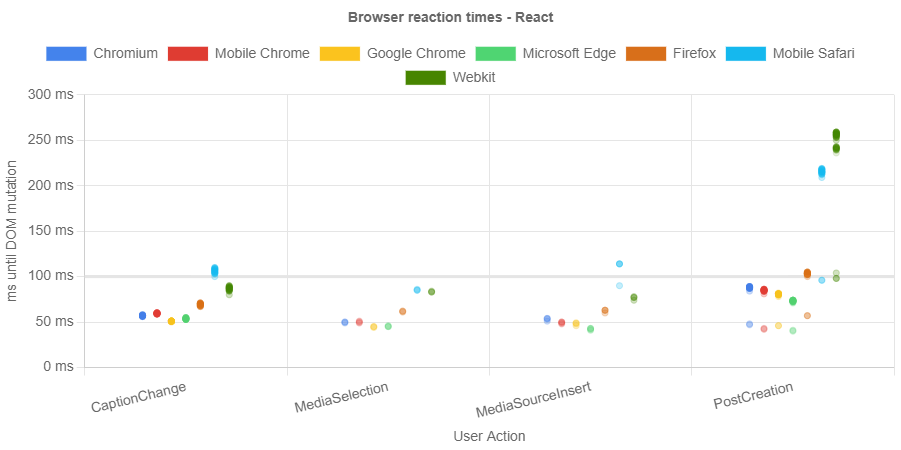 Browser reaction times - React
Chromium Mobile Chrome Google Chrome Microsoft Edge Firefox Mobile Safari
Webkit
300 ms
250 ms
200 ms
150 ms
100 ms
50 ms
0 ms
ms until DOM mutation
CaptionChange MediaSelection MediaSourceInsert PostCreation
User Action